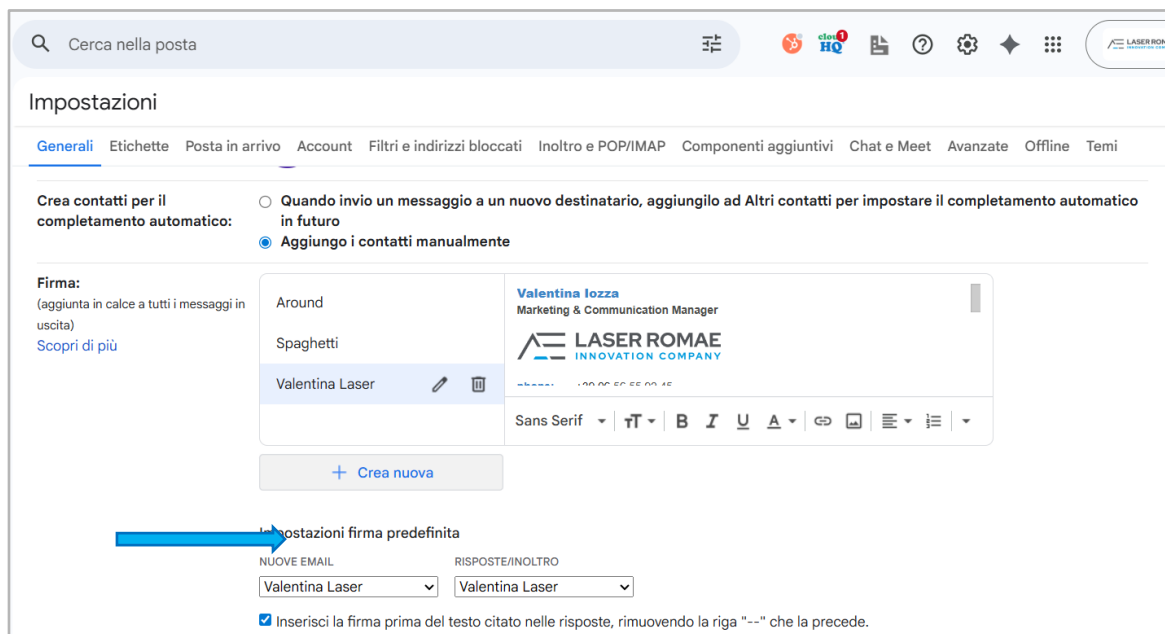 Cerca nella posta
cloud
HQ
1
LASER ROM
Impostazioni
Generali Etichette Posta in arrivo Account Filtri e indirizzi bloccati Inoltro e POP/IMAP Componenti aggiuntivi Chat e Meet Avanzate Offline Temi
Crea contatti per il
completamento automatico:
Quando invio un messaggio a un nuovo destinatario, aggiungilo ad Altri contatti per impostare il completamento automatico
in futuro
Aggiungo i contatti manualmente
Firma:
(aggiunta in calce a tutti i messaggi in
uscita)
Scopri di più
Around
Spaghetti
Valentina Laser
Valentina Iozza
Marketing & Communication Manager
LASER ROMAE
INNOVATION COMPANY
Sans Serif
+ Crea nuova
Impostazioni firma predefinita
NUOVE EMAIL RISPOSTE/INOLTRO
Valentina Laser Valentina Laser
Inserisci la firma prima del testo citato nelle risposte, rimuovendo la riga "--" che la precede.